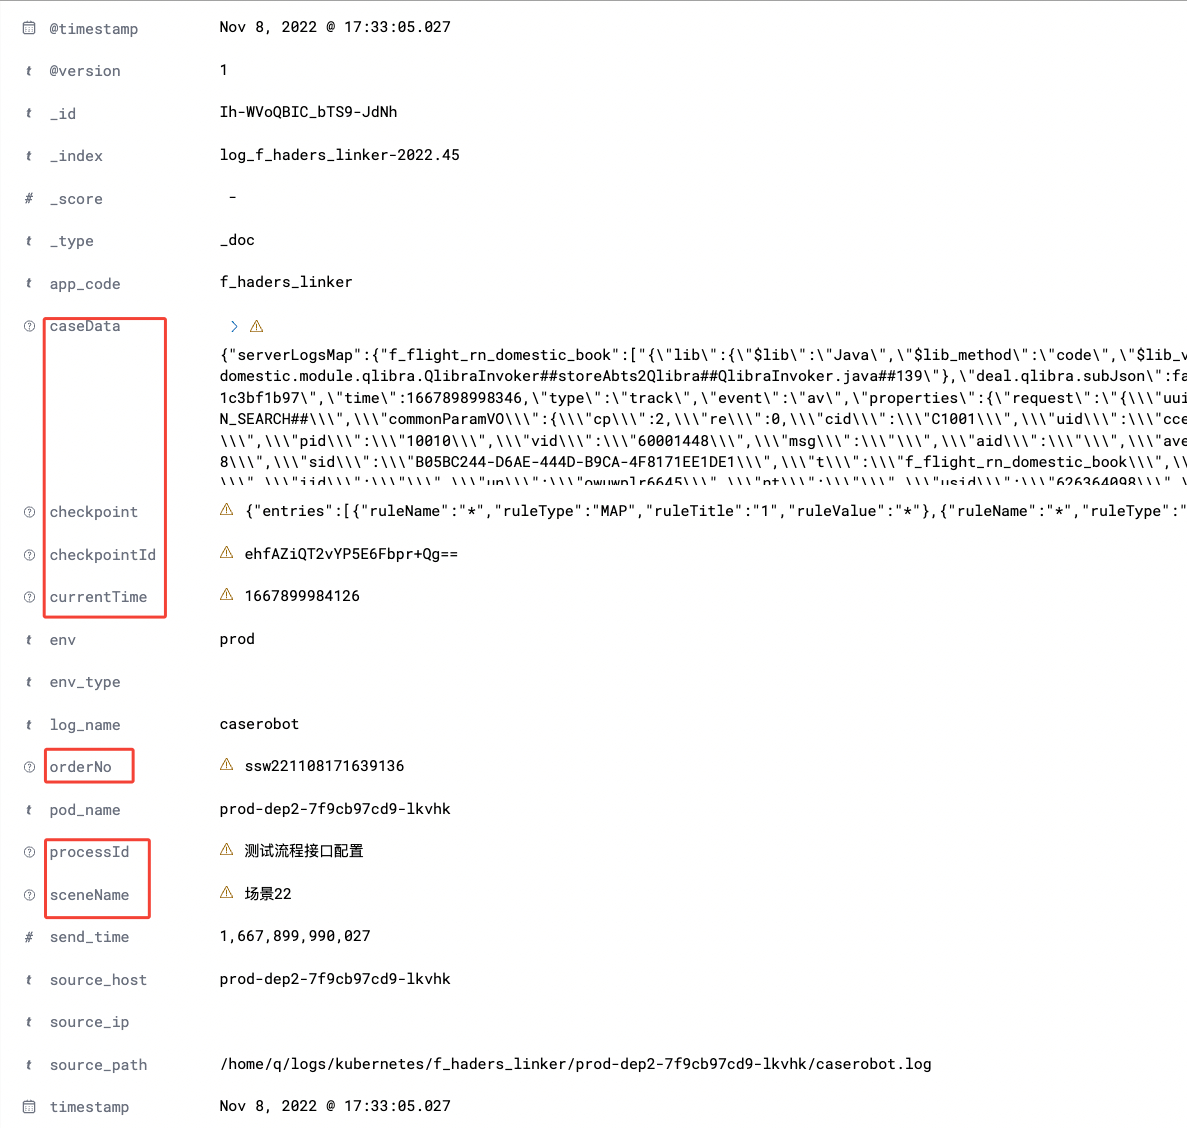 @timestamp Nov 8, 2022 @ 17:33:05.027
t @version 1
t _id Ih-WVoQBIC_bTS9-JdNh
t _index log_f_haders_linker-2022.45
# _score -
t _type _doc
t app_code f_haders_linker
caseData
{"serverLogsMap":{"f_flight_rn_domestic_book":["{\"lib\":{\"$lib\":\"Java\",\"$lib_method\":\"code\",\"$lib_v
domestic.module.qlibra.QlibraInvoker##storeAbts2Qlibra##QlibraInvoker.java##139\"},\"deal.qlibra.subJson\":fa
1c3bf1b97\",\"time\":1667898998346,\"type\":\"track\",\"event\":\"av\",\"properties\":{\"request\":\"{\\\"uui
N_SEARCH##\\\",\\\"commonParamVO\\\":{\\\"cp\\\":2,\\\"re\\\":0,\\\"cid\\\":\\\"C1001\\\",\\\"uid\\\":\\\"cce
\\\",\\\"pid\\\":\\\"10010\\\",\\\"vid\\\":\\\"60001448\\\",\\\"msg\\\":\\\"\\\",\\\"aid\\\":\\\"\\\",\\\"ave
8\\\",\\\"sid\\\":\\\"B05BC244-D6AE-444D-B9CA-4F8171EE1DE1\\\",\\\"t\\\":\\\"f_flight_rn_domestic_book\\\",\\
checkpoint {"entries":[{"ruleName":"*","ruleType":"MAP","ruleTitle":"1","ruleValue":"*"},{"ruleName":"*","ruleType":"
checkpointId ehfAZiQT2vYP5E6Fbpr+Qg==
currentTime 1667899984126
t env prod
t env_type
t log_name caserobot
orderNo ssw221108171639136
t pod_name prod-dep2-7f9cb97cd9-lkvhk
processId 测试流程接口配置
sceneName 场景22
# send_time 1,667,899,990,027
t source_host prod-dep2-7f9cb97cd9-lkvhk
t source_ip
t source_path /home/q/logs/kubernetes/f_haders_linker/prod-dep2-7f9cb97cd9-lkvhk/caserobot.log
timestamp Nov 8, 2022 @ 17:33:05.027